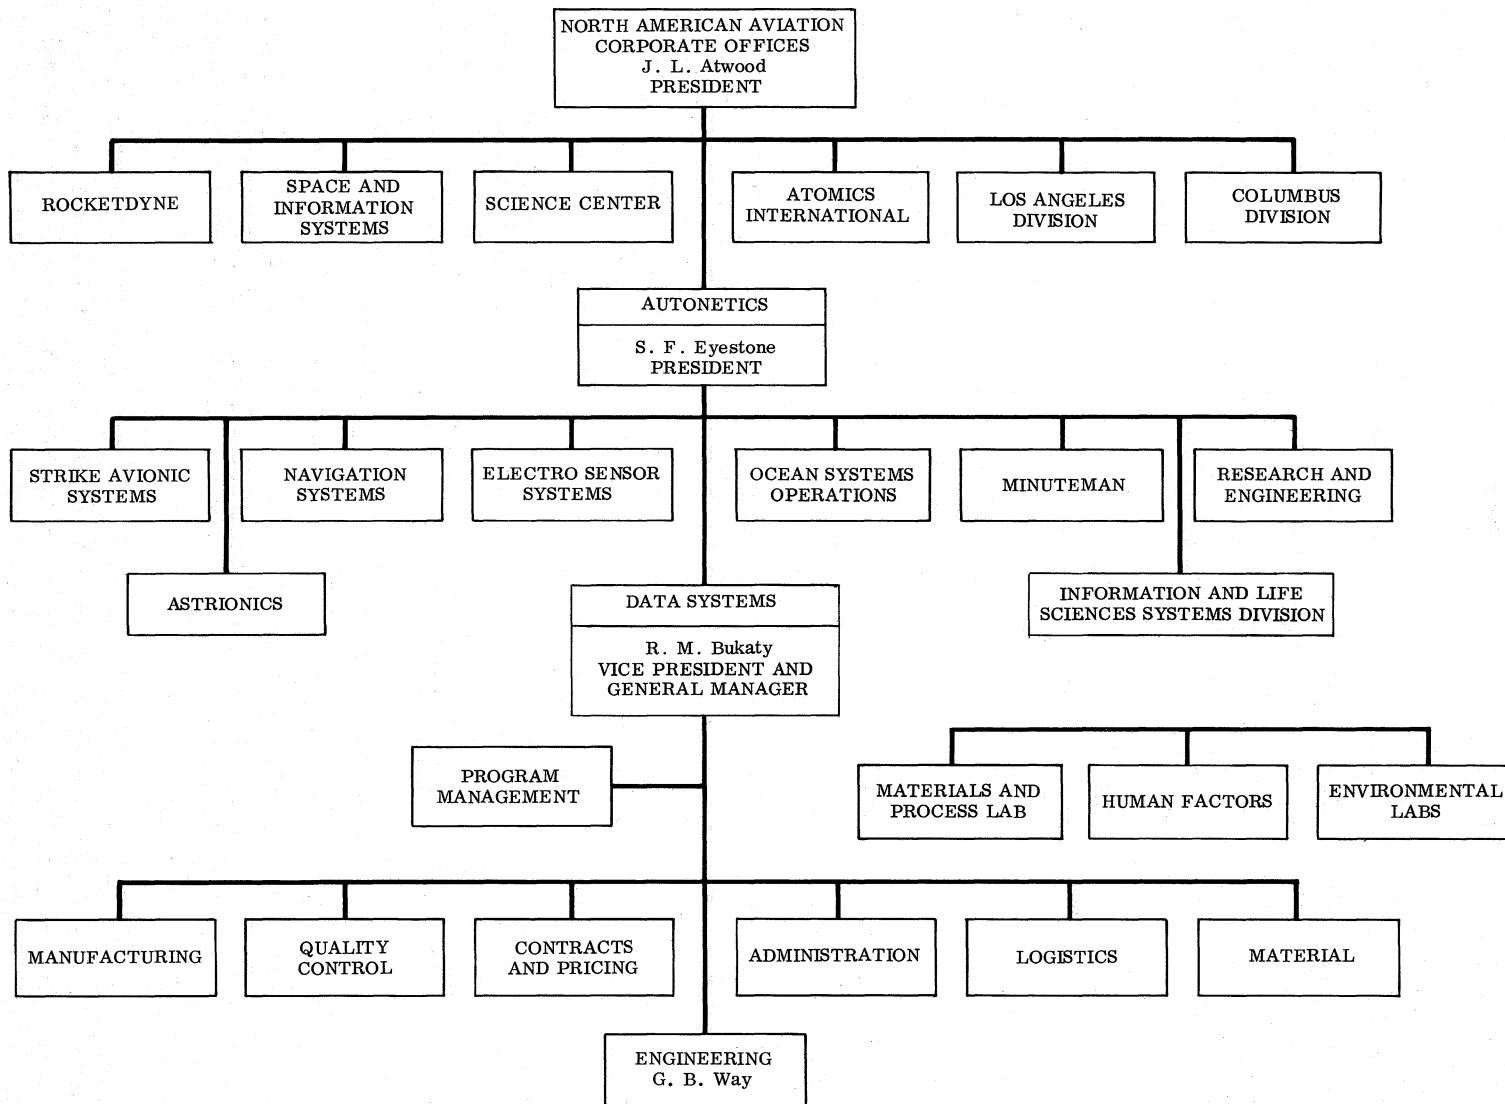 NORTH AMERICAN AVIATION
CORPORATE OFFICES
J. L. Atwood
PRESIDENT
ROCKETDYNE
SPACE AND
INFORMATION
SYSTEMS
SCIENCE CENTER
ATOMICS
INTERNATIONAL
LOS ANGELES
DIVISION
COLUMBUS
DIVISION
AUTONETICS
S. F. Eyestone
PRESIDENT
STRIKE AVIONIC
SYSTEMS
NAVIGATION
SYSTEMS
ELECTRO SENSOR
SYSTEMS
OCEAN SYSTEMS
OPERATIONS
MINUTEMAN
RESEARCH AND
ENGINEERING
ASTRIONICS
DATA SYSTEMS
R. M. Bukaty
VICE PRESIDENT AND
GENERAL MANAGER
INFORMATION AND LIFE
SCIENCES SYSTEMS DIVISION
PROGRAM
MANAGEMENT
MATERIALS AND
PROCESS LAB
HUMAN FACTORS
ENVIRONMENTAL
LABS
MANUFACTURING
QUALITY
CONTROL
CONTRACTS
AND PRICING
ADMINISTRATION
LOGISTICS
MATERIAL
ENGINEERING
G. B. Way